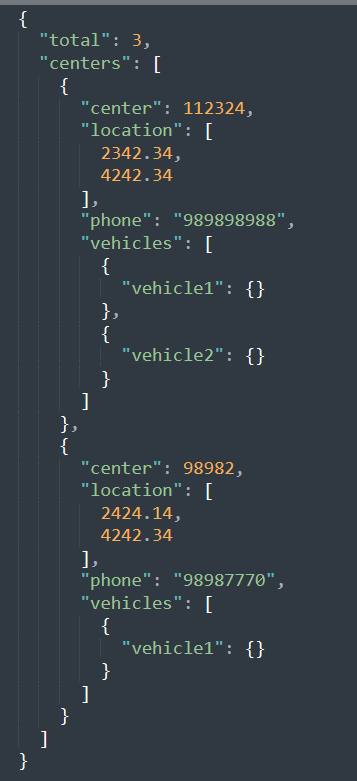 {
  "total": 3,
  "centers": [
    {
      "center": 112324,
      "location": [
        2342.34,
        4242.34
      ],
      "phone": "989898988",
      "vehicles": [
        {
          "vehicle1": {}
        },
        {
          "vehicle2": {}
        }
      ]
    },
    {
      "center": 98982,
      "location": [
        2424.14,
        4242.34
      ],
      "phone": "98987770",
      "vehicles": [
        {
          "vehicle1": {}
        }
      ]
    }
  ]
}